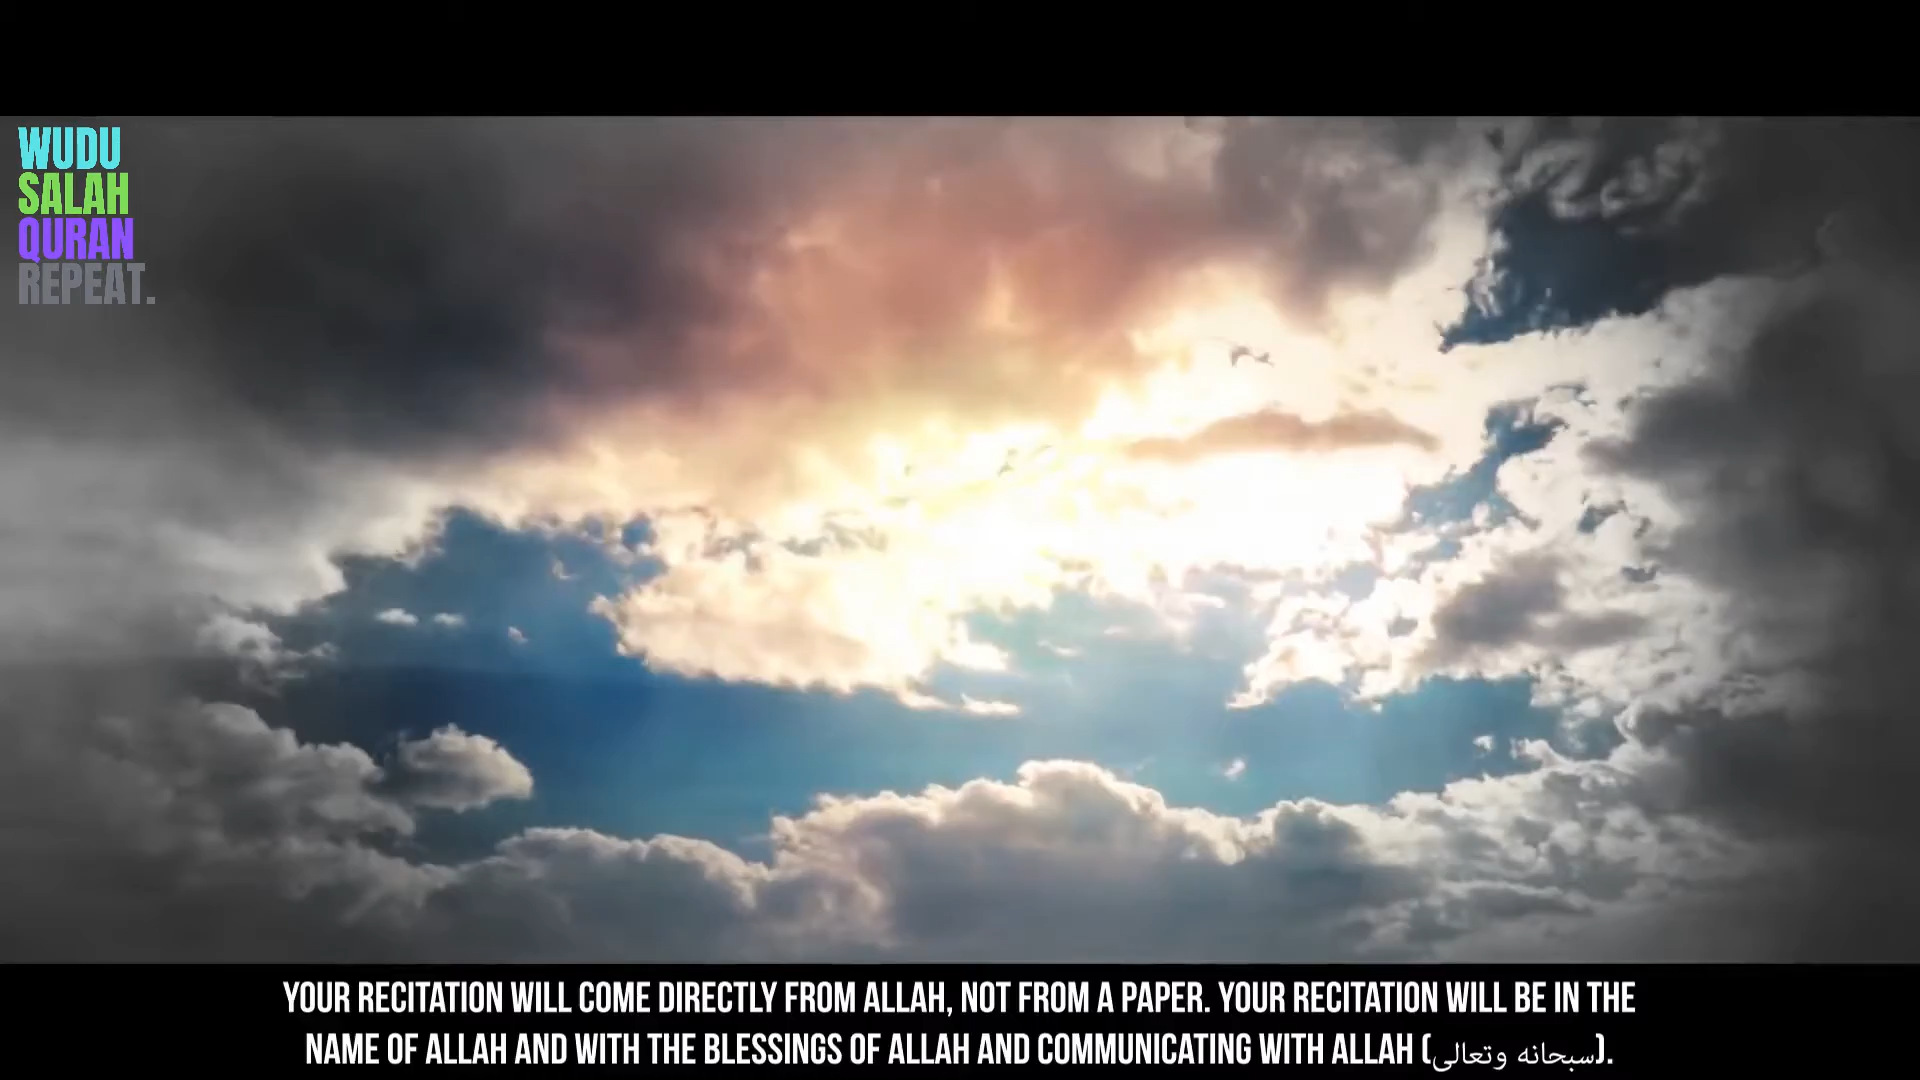 WUDU
SALAH
QURAN
REPEAT.
YOUR RECITATION WILL COME DIRECTLY FROM ALLAH, NOT FROM A PAPER. YOUR RECITATION WILL BE IN THE
NAME OF ALLAH AND WITH THE BLESSINGS OF ALLAH AND COMMUNICATING WITH ALLAH (سبحانه وتعالى).